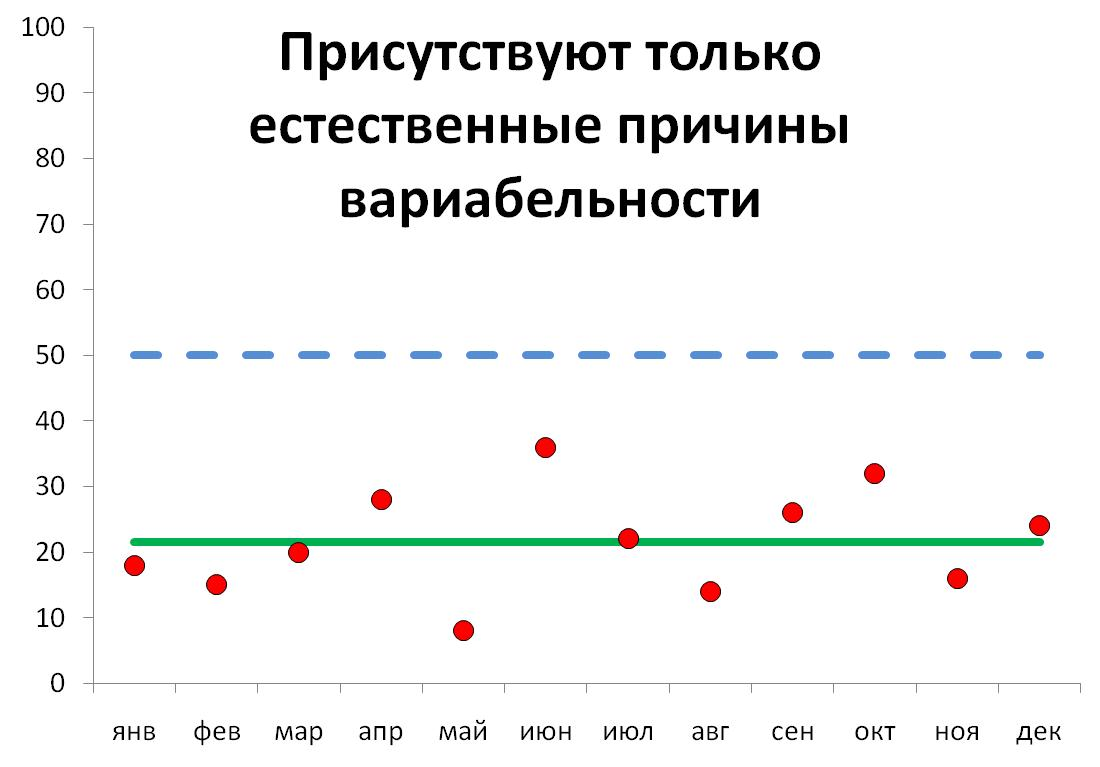 Присутствуют только
естественные причины
вариабельности
100
90
80
70
60
50
40
30
20
10
0
янв фев мар апр май июн июл авг сен окт ноя дек